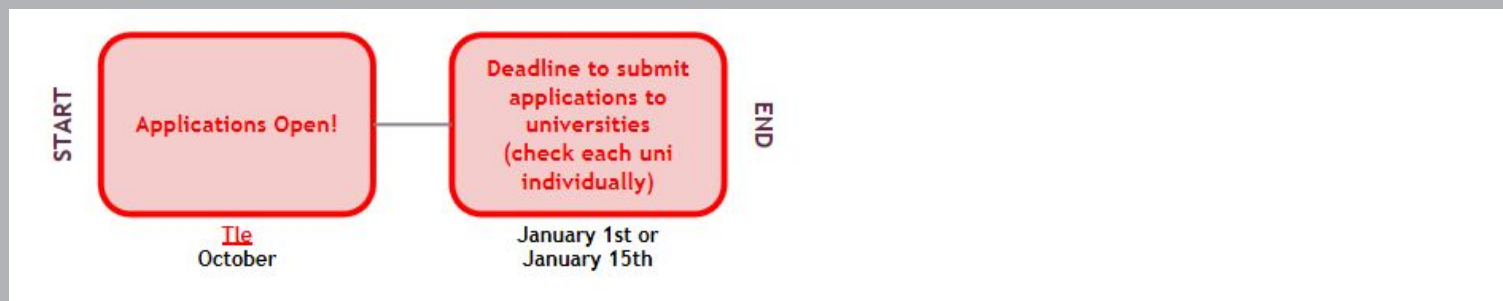 START
Applications Open!
Tle
October
Deadline to submit
applications to
universities
(check each uni
individually)
January 1st or
January 15th
END